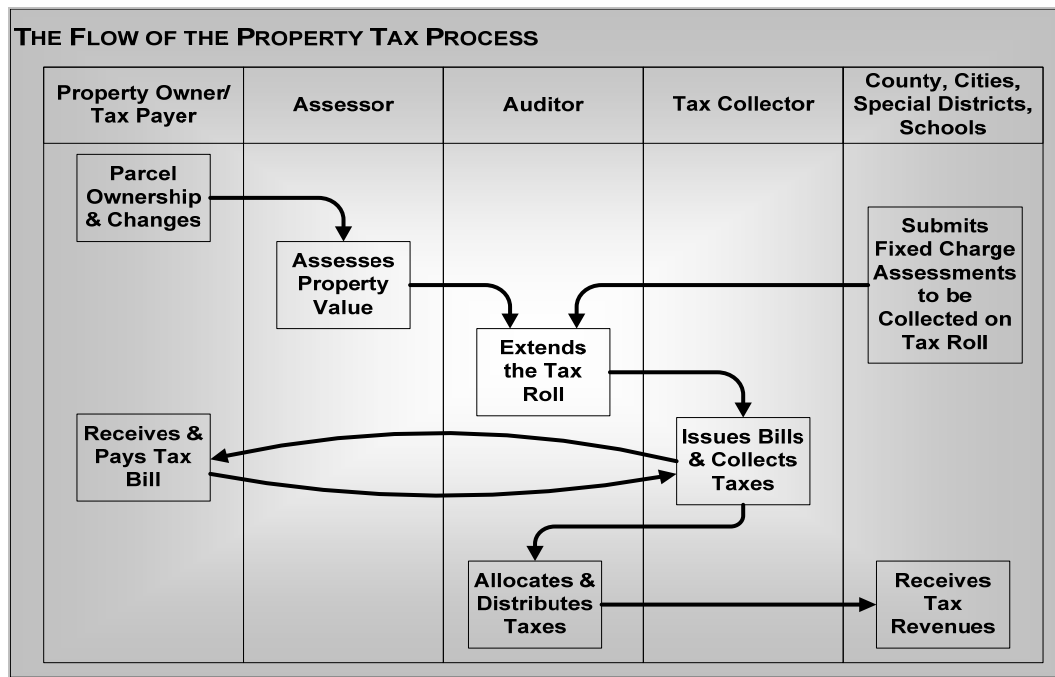 THE FLOW OF THE PROPERTY TAX PROCESS
Property Owner/
Tax Payer
Assessor
Auditor
Tax Collector
County, Cities,
Special Districts,
Schools
Parcel
Ownership
& Changes
Assesses
Property
Value
Submits
Fixed Charge
Assessments
to be
Collected on
Tax Roll
Extends
the Tax
Roll
Issues Bills
& Collects
Taxes
Receives &
Pays Tax
Bill
Allocates &
Distributes
Taxes
Receives
Tax
Revenues